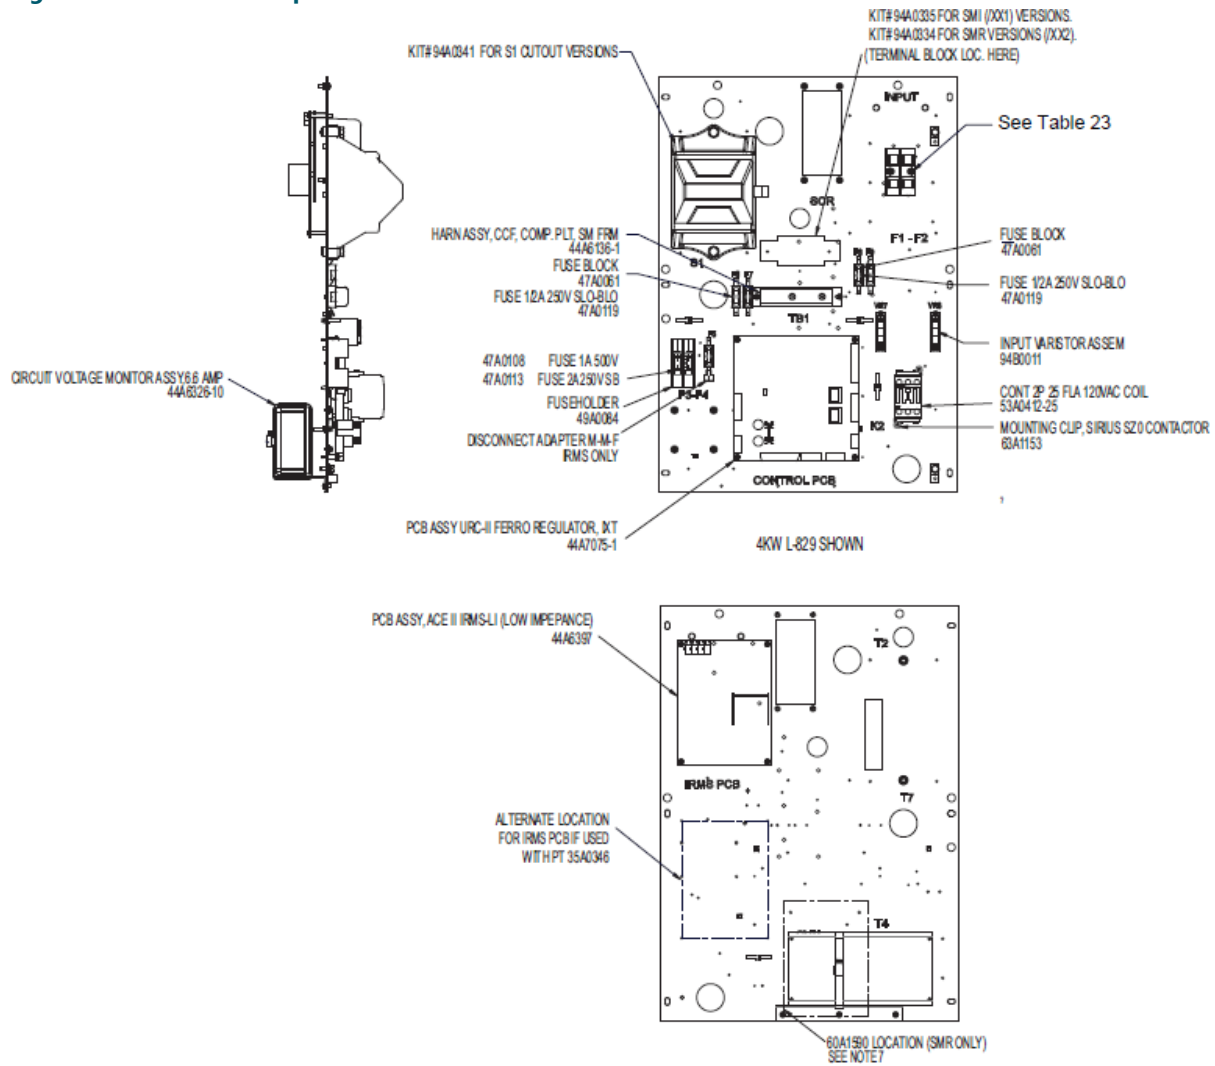 KIT# 94A0335 FOR SMI (/XX1) VERSIONS.
KIT# 94A0334 FOR SMR VERSIONS (/XX2).
(TERMINAL BLOCK LOC. HERE)
KIT# 94A0341 FOR S1 CUTOUT VERSIONS
INPUT
See Table 23
SCR
HARN ASSY, CCF, COMP. PLT, SM FRM
44A6136-1
F1 - F2
FUSE BLOCK
47A0061
S1
FUSE BLOCK
47A0061
FUSE 1/2A 250V SLO-BLO
47A0119
FUSE 1/2A 250V SLO-BLO
47A0119
TB1
INPUT VARISTOR ASSEM
94B0011
47A0108 FUSE 1A 500V
47A0113 FUSE 2A 250V SB
CIRCUIT VOLTAGE MONITOR ASSY.6.6 AMP
44A6326-10
FUSEHOLDER
49A0084
F3-F4
CONT 2P 25 FLA 120VAC COIL
53A0412-25
K2
MOUNTING CLIP, SIRIUS SZ0 CONTACTOR
63A1153
DISCONNECT ADAPTER M-M-F
IRMS ONLY
CONTROL PCB
PCB ASSY URC-II FERRO REGULATOR, IXT
44A7075-1
4KW L-829 SHOWN
PCB ASSY, ACE II IRMS-LI (LOW IMPEPANCE)
44A6397
T2
IRMS PCB
T7
ALTERNATE LOCATION
FOR IRMS PCB IF USED
WITH PT 35A0346
T4
60A1590 LOCATION (SMR ONLY)
SEE NOTE 7